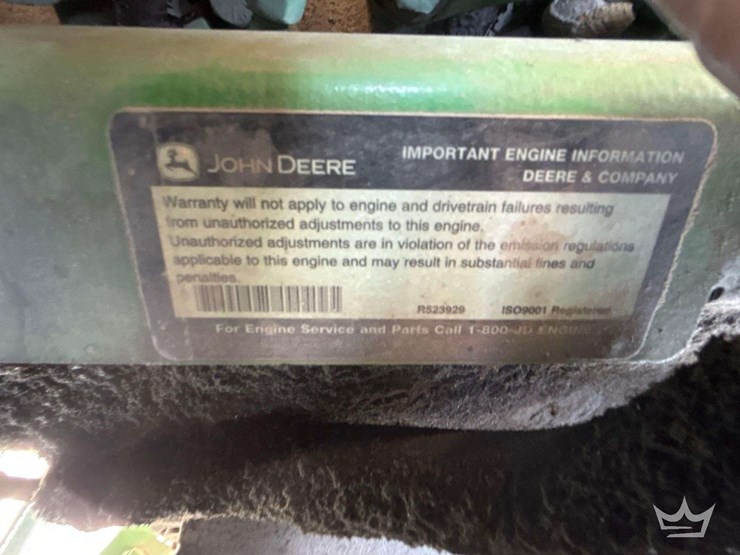 JOHN DEERE
IMPORTANT ENGINE INFORMATION
DEERE & COMPANY
Warranty will not apply to engine and drivetrain failures resulting
from unauthorized adjustments to this engine.
Unauthorized adjustments are in violation of the emission regulations
applicable to this engine and may result in substantial fines and
penalties.
R523929 ISO9001 Registered
For Engine Service and Parts Call 1-800-JD ENGINE